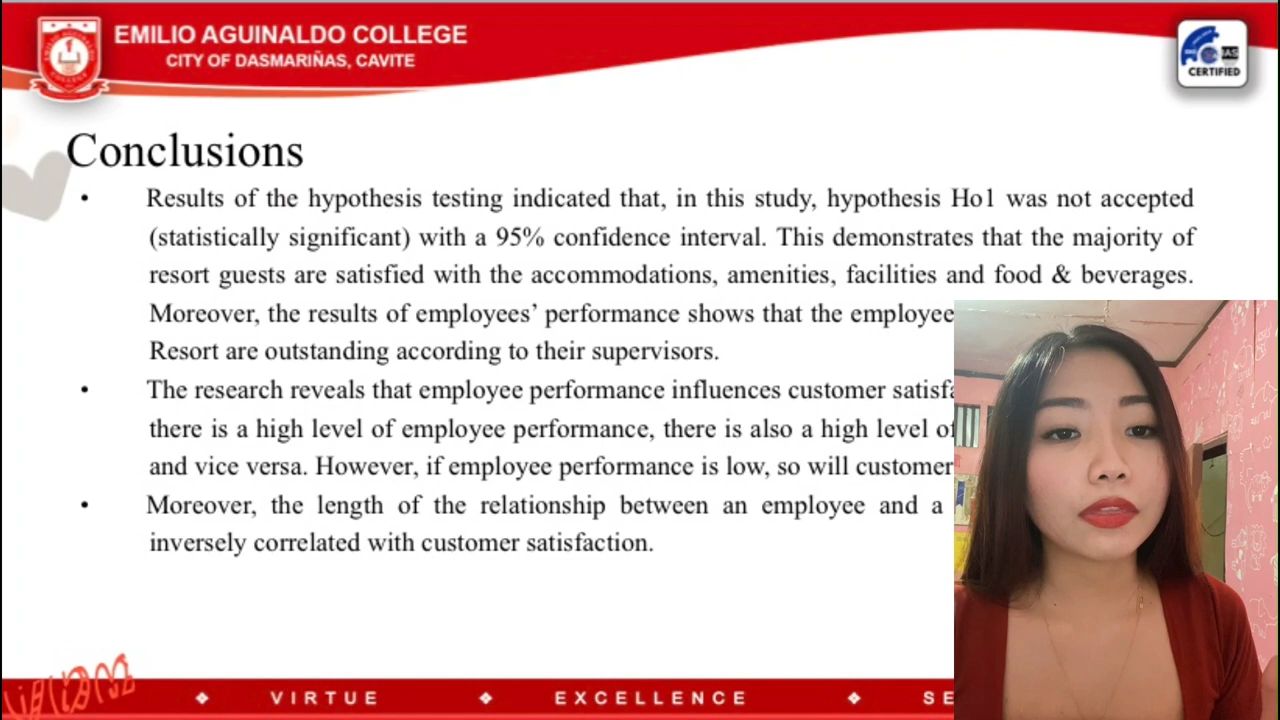 EMILIO AGUINALDO COLLEGE
CITY OF DASMARIÑAS, CAVITE
CERTIFIED
Conclusions
• Results of the hypothesis testing indicated that, in this study, hypothesis Ho1 was not accepted
(statistically significant) with a 95% confidence interval. This demonstrates that the majority of
resort guests are satisfied with the accommodations, amenities, facilities and food & beverages.
Moreover, the results of employees’ performance shows that the employee
Resort are outstanding according to their supervisors.
• The research reveals that employee performance influences customer satisfa
there is a high level of employee performance, there is also a high level of
and vice versa. However, if employee performance is low, so will customer
• Moreover, the length of the relationship between an employee and a
inversely correlated with customer satisfaction.
❖ VIRTUE ❖ EXCELLENCE ❖ SE